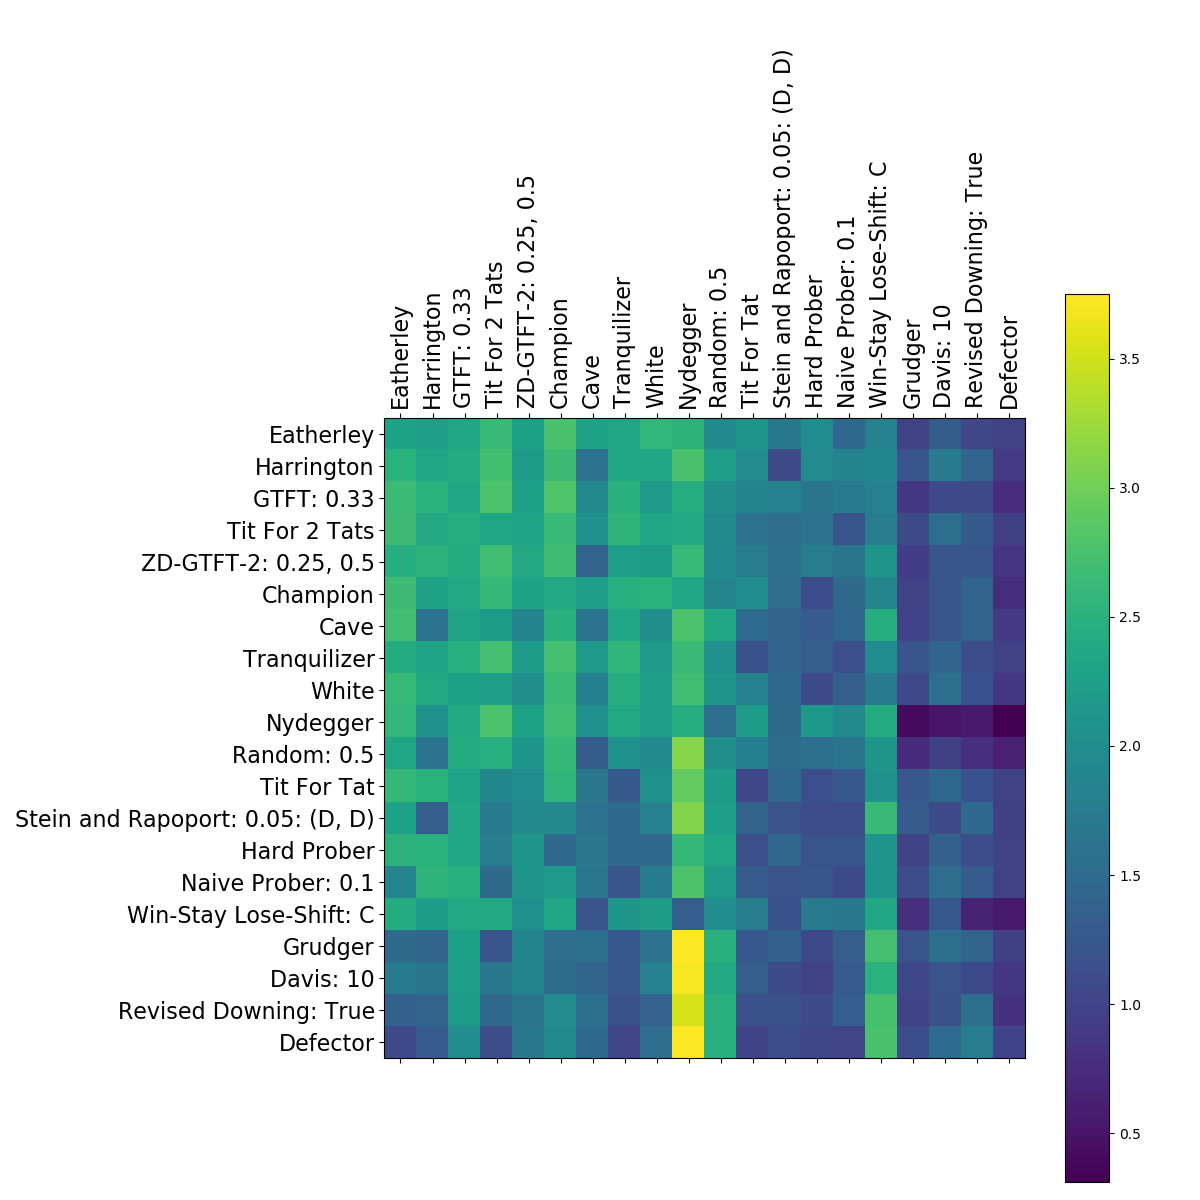 Eatherley
Harrington
GTFT: 0.33
Tit For 2 Tats
ZD-GTFT-2: 0.25, 0.5
Champion
Cave
Tranquilizer
White
Nydegger
Random: 0.5
Tit For Tat
Stein and Rapoport: 0.05: (D, D)
Hard Prober
Naive Prober: 0.1
Win-Stay Lose-Shift: C
Grudger
Davis: 10
Revised Downing: True
Defector
Eatherley
Harrington
GTFT: 0.33
Tit For 2 Tats
ZD-GTFT-2: 0.25, 0.5
Champion
Cave
Tranquilizer
White
Nydegger
Random: 0.5
Tit For Tat
Stein and Rapoport: 0.05: (D, D)
Hard Prober
Naive Prober: 0.1
Win-Stay Lose-Shift: C
Grudger
Davis: 10
Revised Downing: True
Defector
3.5
3.0
2.5
2.0
1.5
1.0
0.5